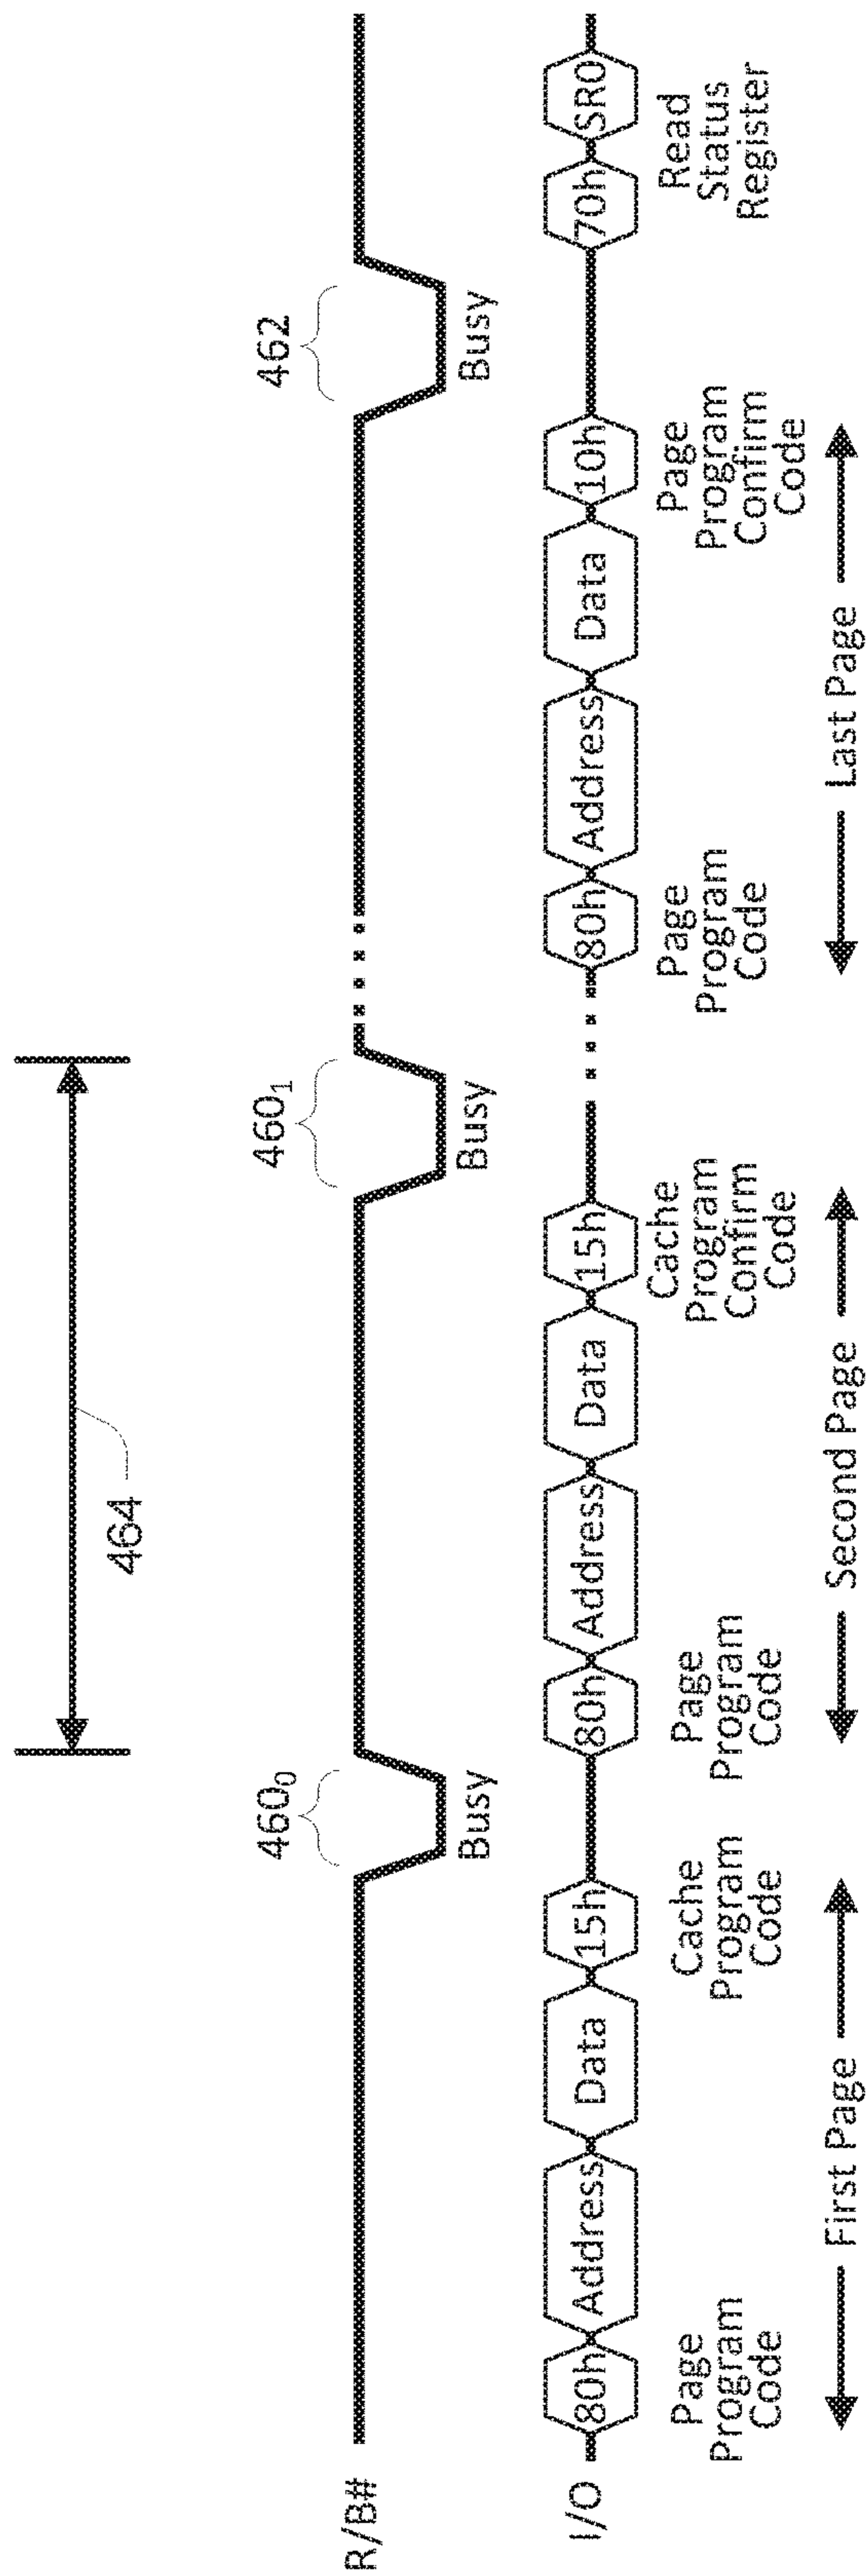 464
460₀
460₁
462
R/B#
Busy
Busy
Busy
I/O
80h
Address
Data
15h
80h
Address
Data
15h
80h
Address
Data
10h
70h
SR0
Page
Program
Code
Cache
Program
Code
Page
Program
Code
Cache
Program
Confirm
Code
Page
Program
Code
Page
Program
Confirm
Code
Read
Status
Register
First Page
Second Page
Last Page